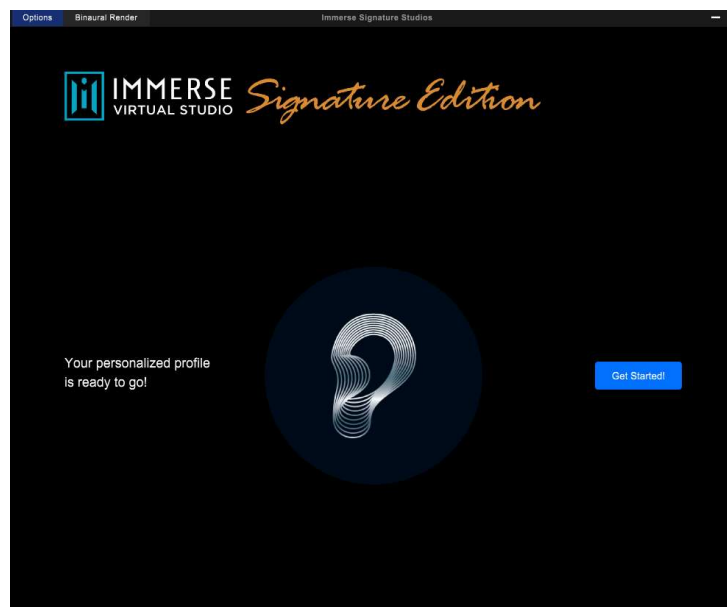 Options Binaural Render Immerse Signature Studios
IMMERSE Signature Edition
VIRTUAL STUDIO
Your personalized profile
is ready to go!
Get Started!